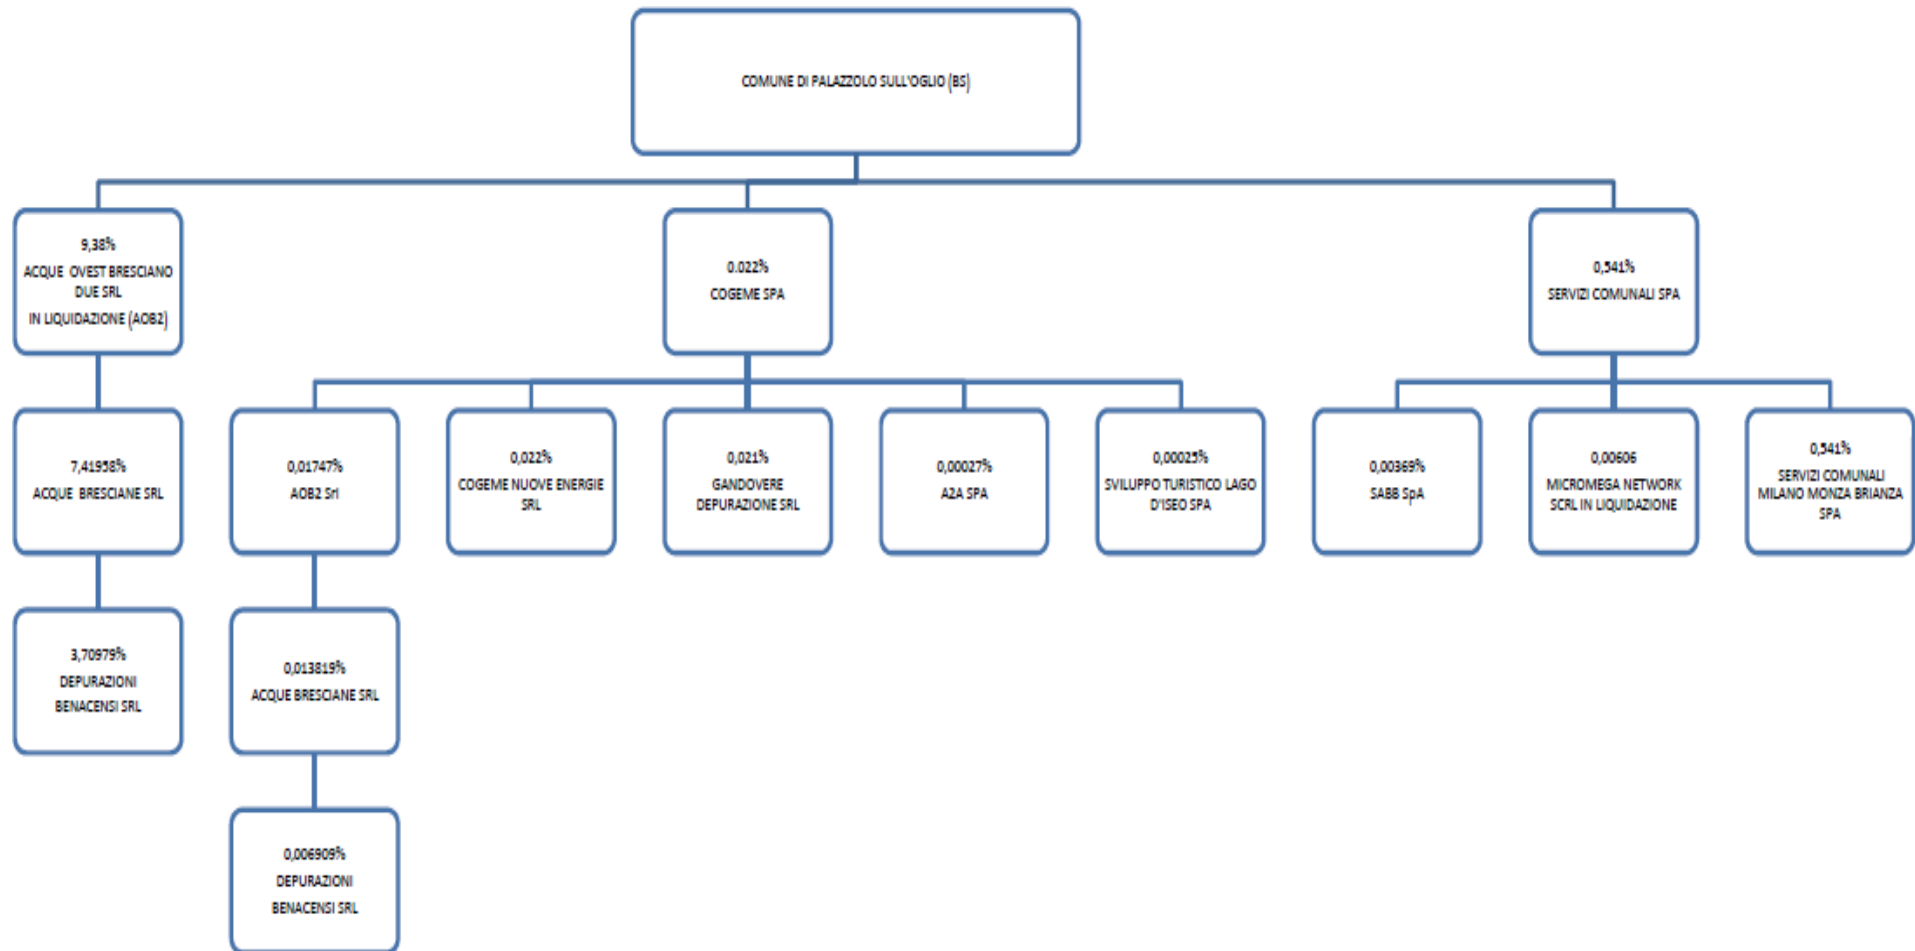 COMUNE DI PALAZZOLO SULL'OGLIO (BS)
9,38%
ACQUE OVEST BRESCIANO
DUE SRL
IN LIQUIDAZIONE (AOB2)
0.022%
COGEME SPA
0,541%
SERVIZI COMUNALI SPA
7,41958%
ACQUE BRESCIANE SRL
0,01747%
AOB2 Srl
0,022%
COGEME NUOVE ENERGIE
SRL
0,021%
GANDOVERE
DEPURAZIONE SRL
0,00027%
A2A SPA
0,00025%
SVILUPPO TURISTICO LAGO
D'ISEO SPA
0,00369%
SABB SpA
0,00606
MICROMEGA NETWORK
SCRL IN LIQUIDAZIONE
0,541%
SERVIZI COMUNALI
MILANO MONZA BRIANZA
SPA
3,70979%
DEPURAZIONI
BENACENSI SRL
0,013819%
ACQUE BRESCIANE SRL
0,006909%
DEPURAZIONI
BENACENSI SRL